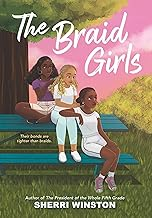 The
Braid
Girls
Their bonds are
tighter than braids.
Author of The President of the Whole Fifth Grade
SHERRI WINSTON